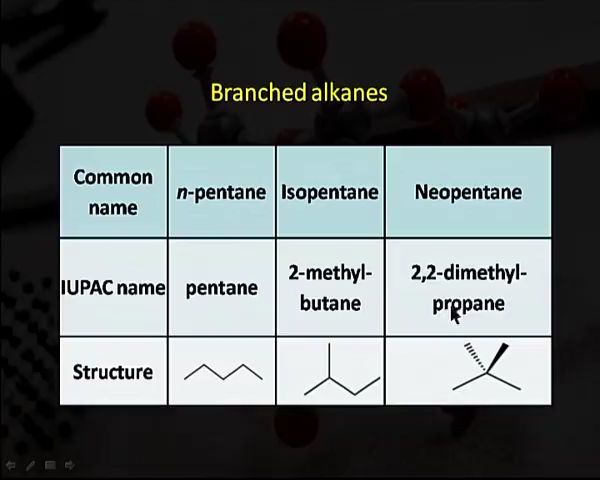 Branched alkanes
Common
name
n-pentane
Isopentane
Neopentane
IUPAC name
pentane
2-methyl-
butane
2,2-dimethyl-
propane
Structure